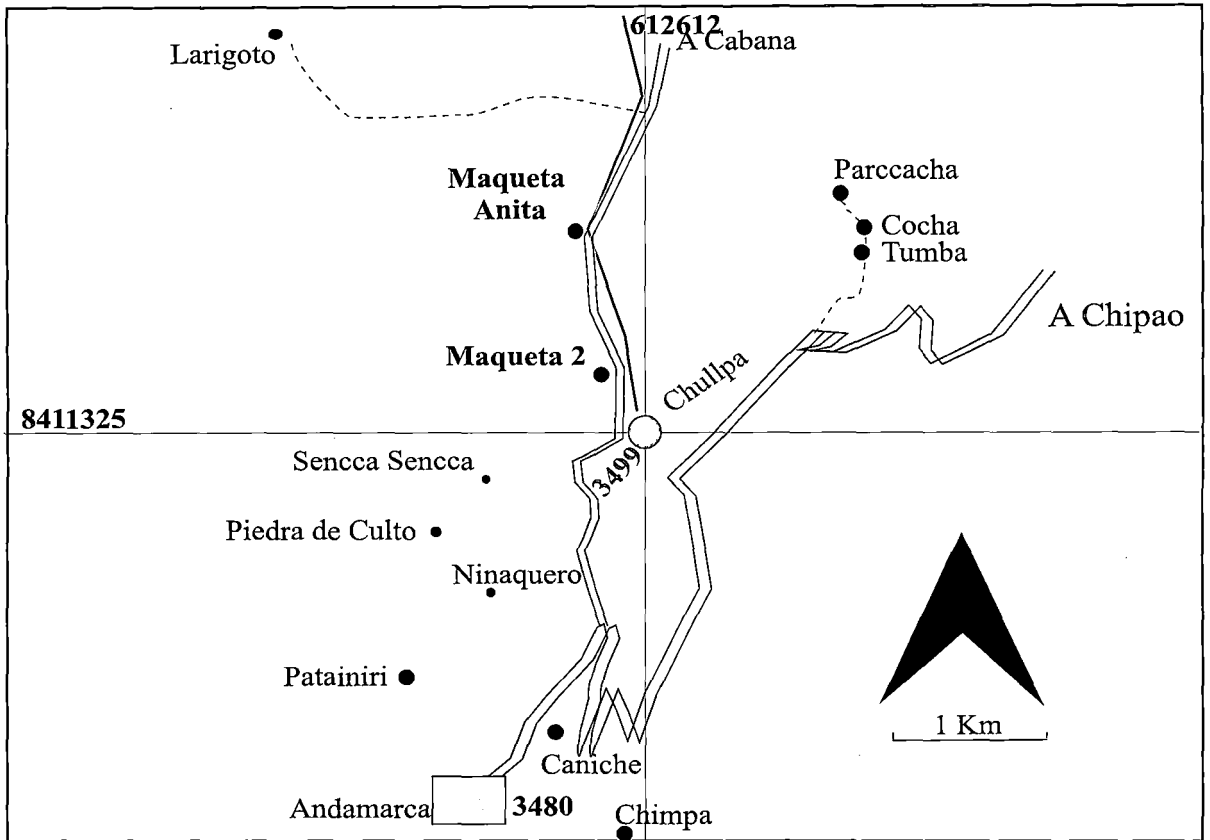 612612
A Cabana
Larigoto
Parccacha
Maqueta
Anita
Cocha
Tumba
A Chipao
Maqueta 2
Chullpa
8411325
Sencca Sencca
3499
Piedra de Culto
Ninaquero
Patainiri
1 Km
Caniche
Andamarca
3480
Chimpa